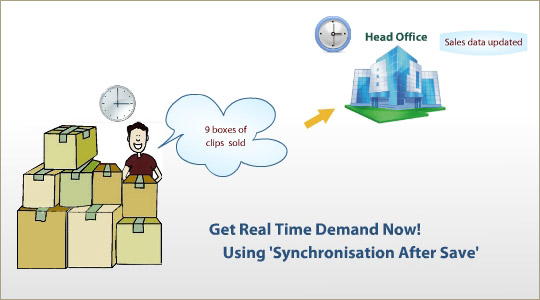 Head Office
Sales data updated
9 boxes of
clips sold
Get Real Time Demand Now!
Using 'Synchronisation After Save'